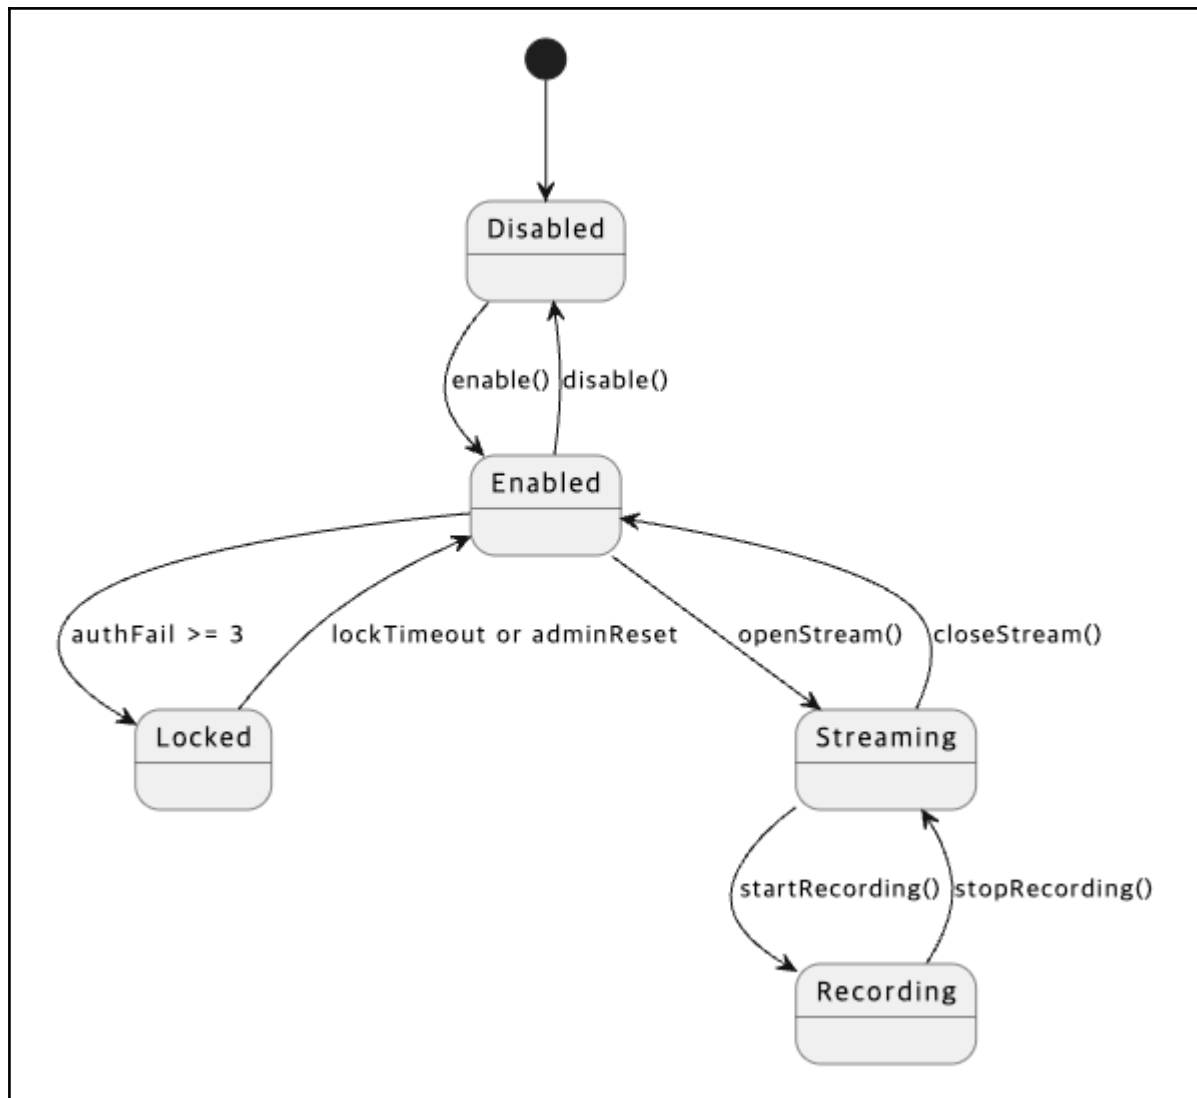 Disabled
enable() disable()
Enabled
authFail >= 3 lockTimeout or adminReset openStream() closeStream()
Locked Streaming
startRecording() stopRecording()
Recording